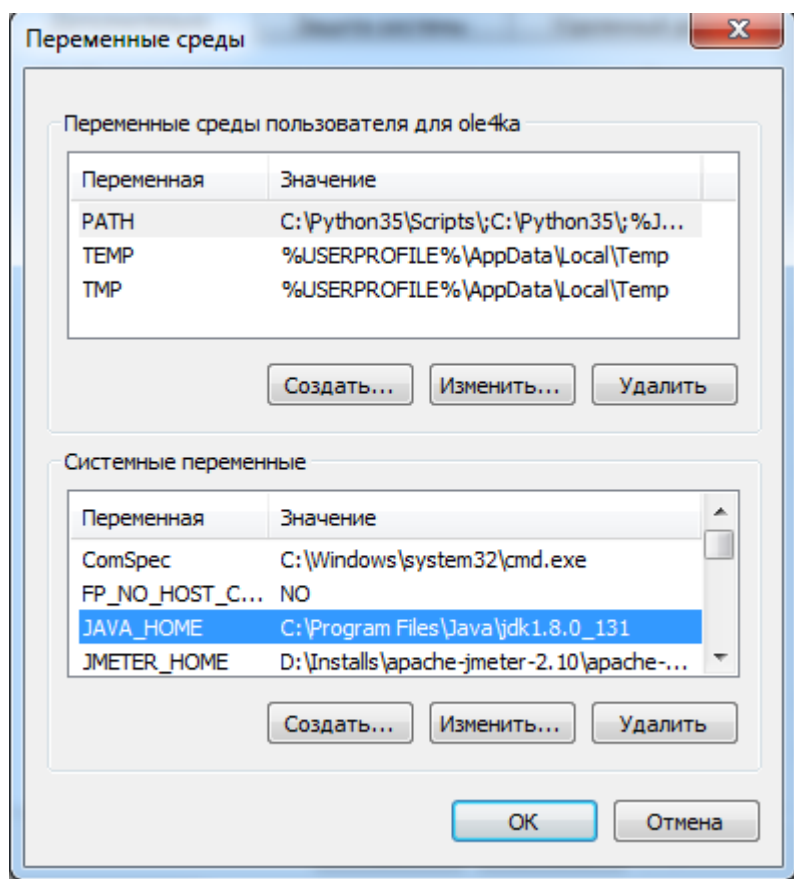 Переменные среды
Переменные среды пользователя для ole4ka
Переменная Значение
PATH C:\Python35\Scripts\;C:\Python35\;%J...
TEMP %USERPROFILE%\AppData\Local\Temp
TMP %USERPROFILE%\AppData\Local\Temp
Создать... Изменить... Удалить
Системные переменные
Переменная Значение
ComSpec C:\Windows\system32\cmd.exe
FP_NO_HOST_C... NO
JAVA_HOME C:\Program Files\Java\jdk1.8.0_131
JMETER_HOME D:\Installs\apache-jmeter-2.10\apache-...
Создать... Изменить... Удалить
ОК Отмена